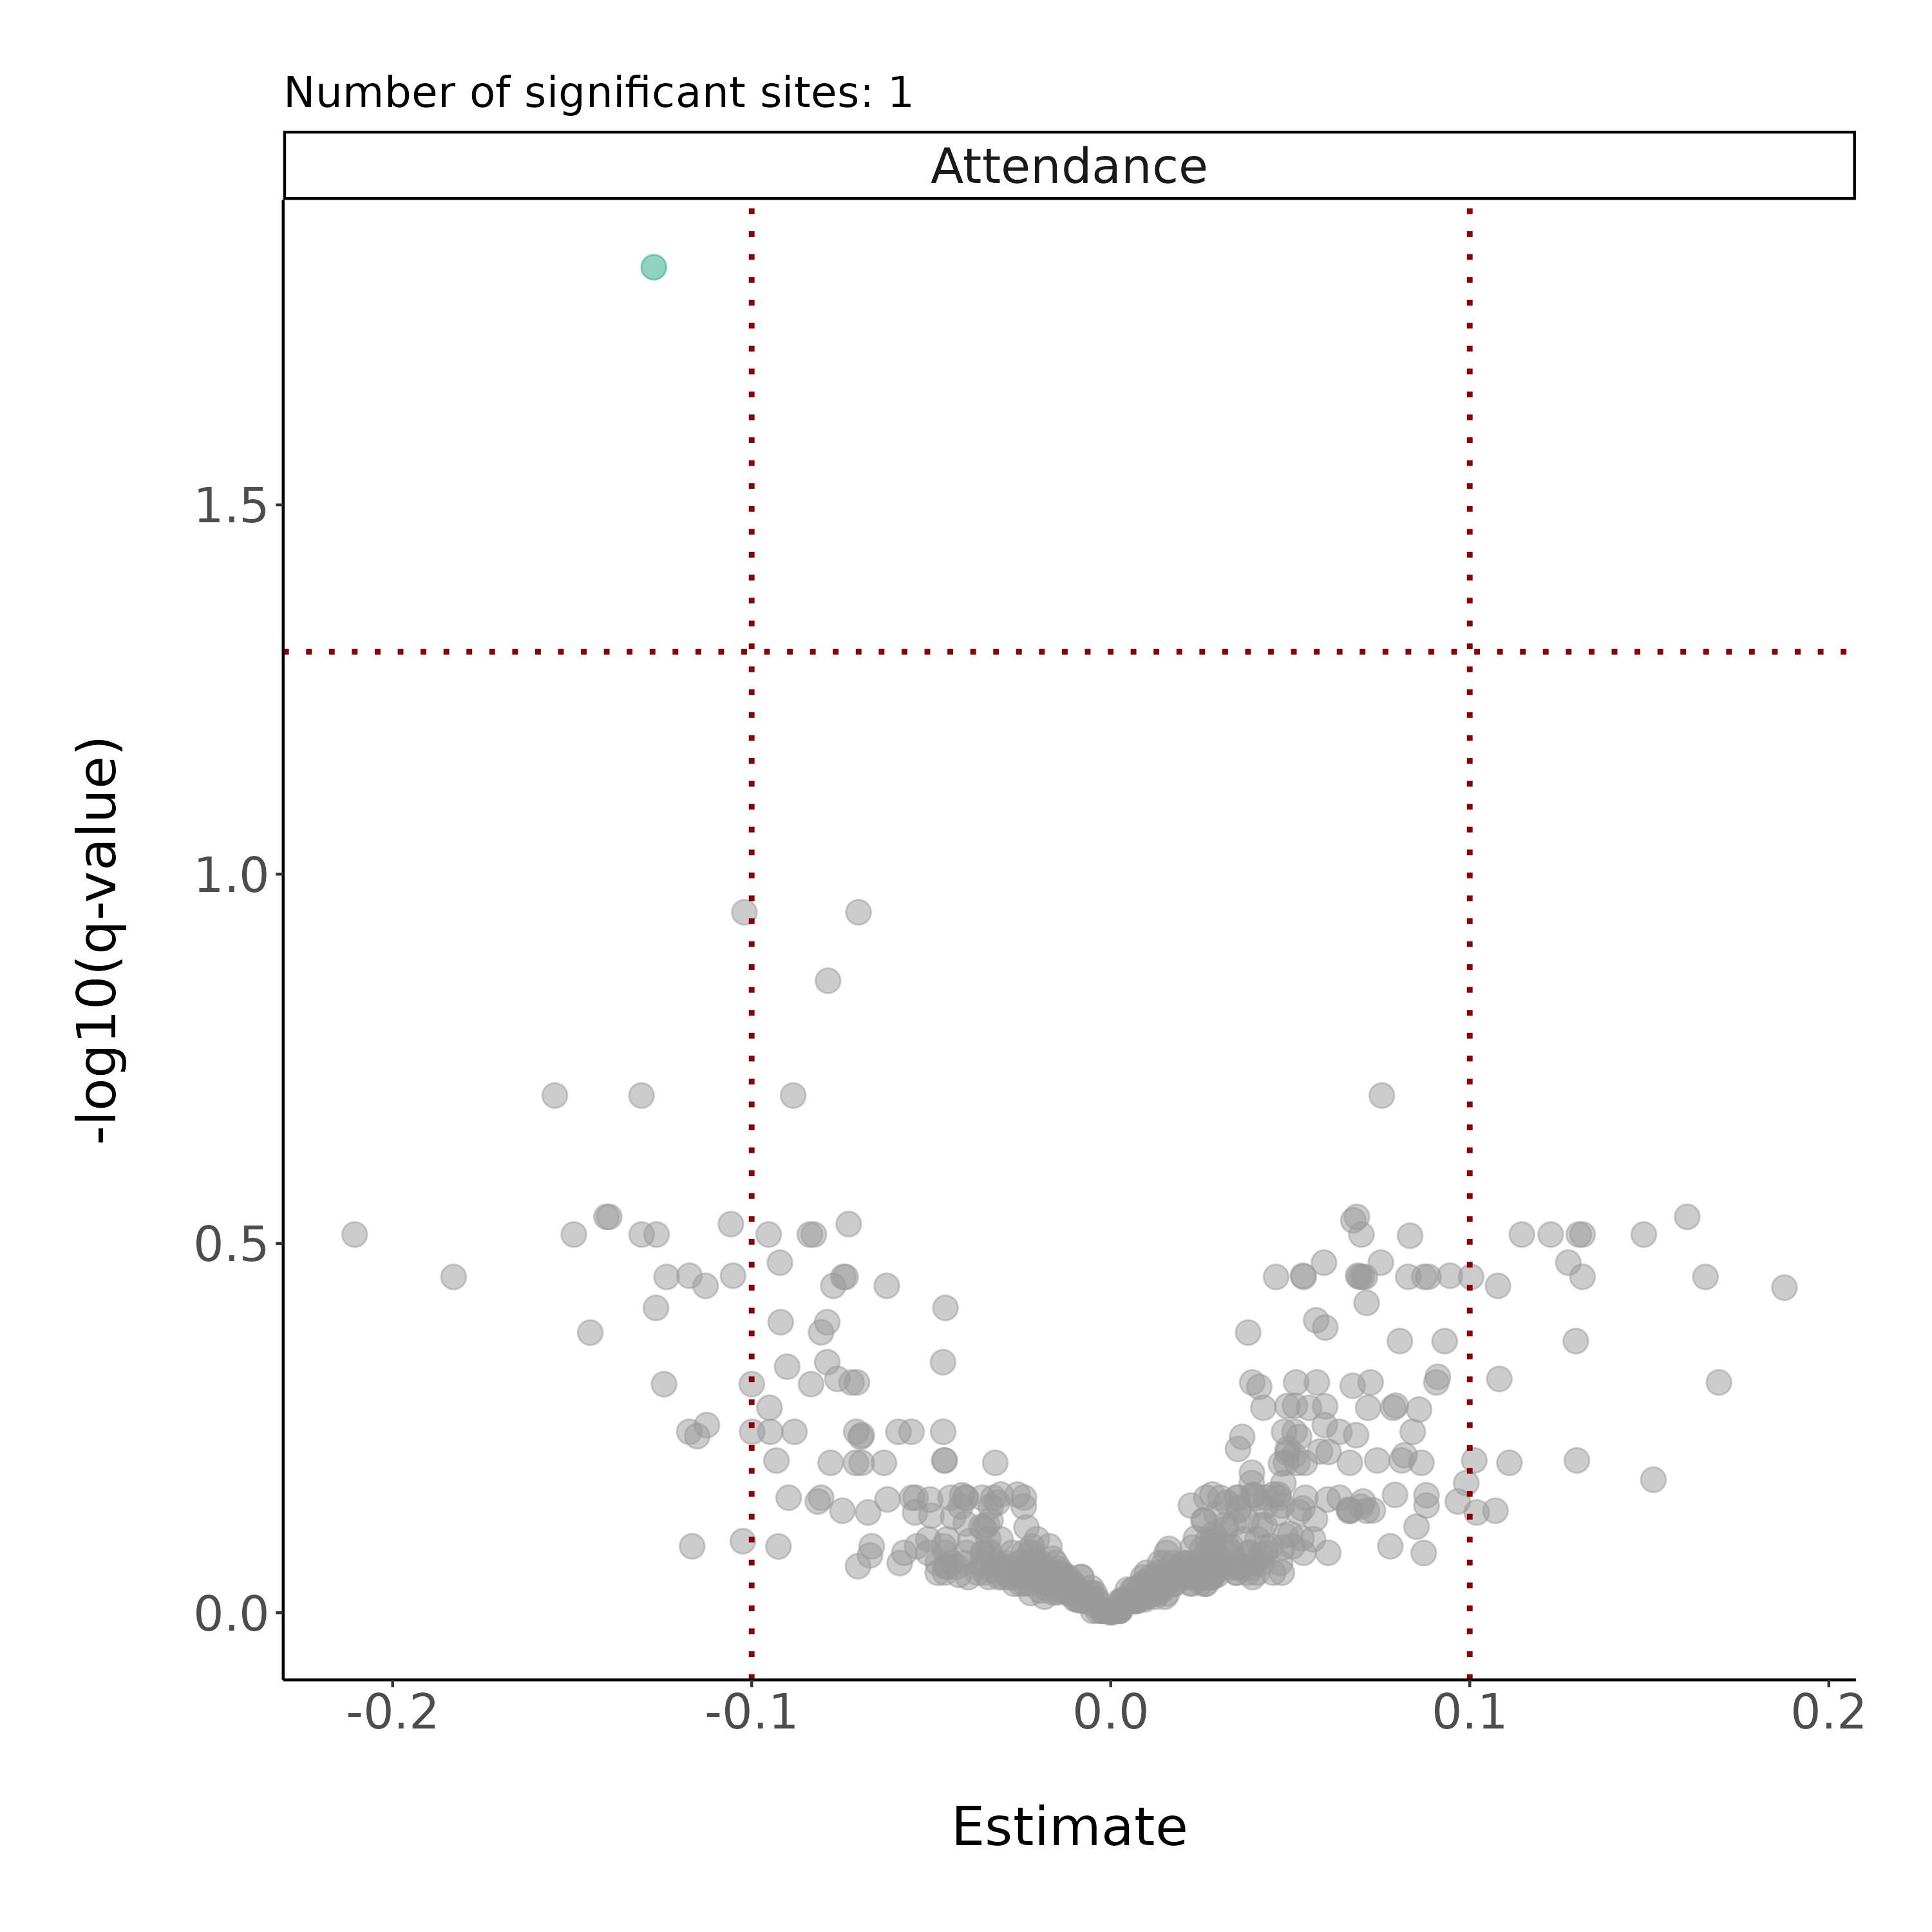 Number of significant sites: 1
Attendance
1.5
1.0
0.5
0.0
-log10(q-value)
-0.2
-0.1
0.0
0.1
0.2
Estimate